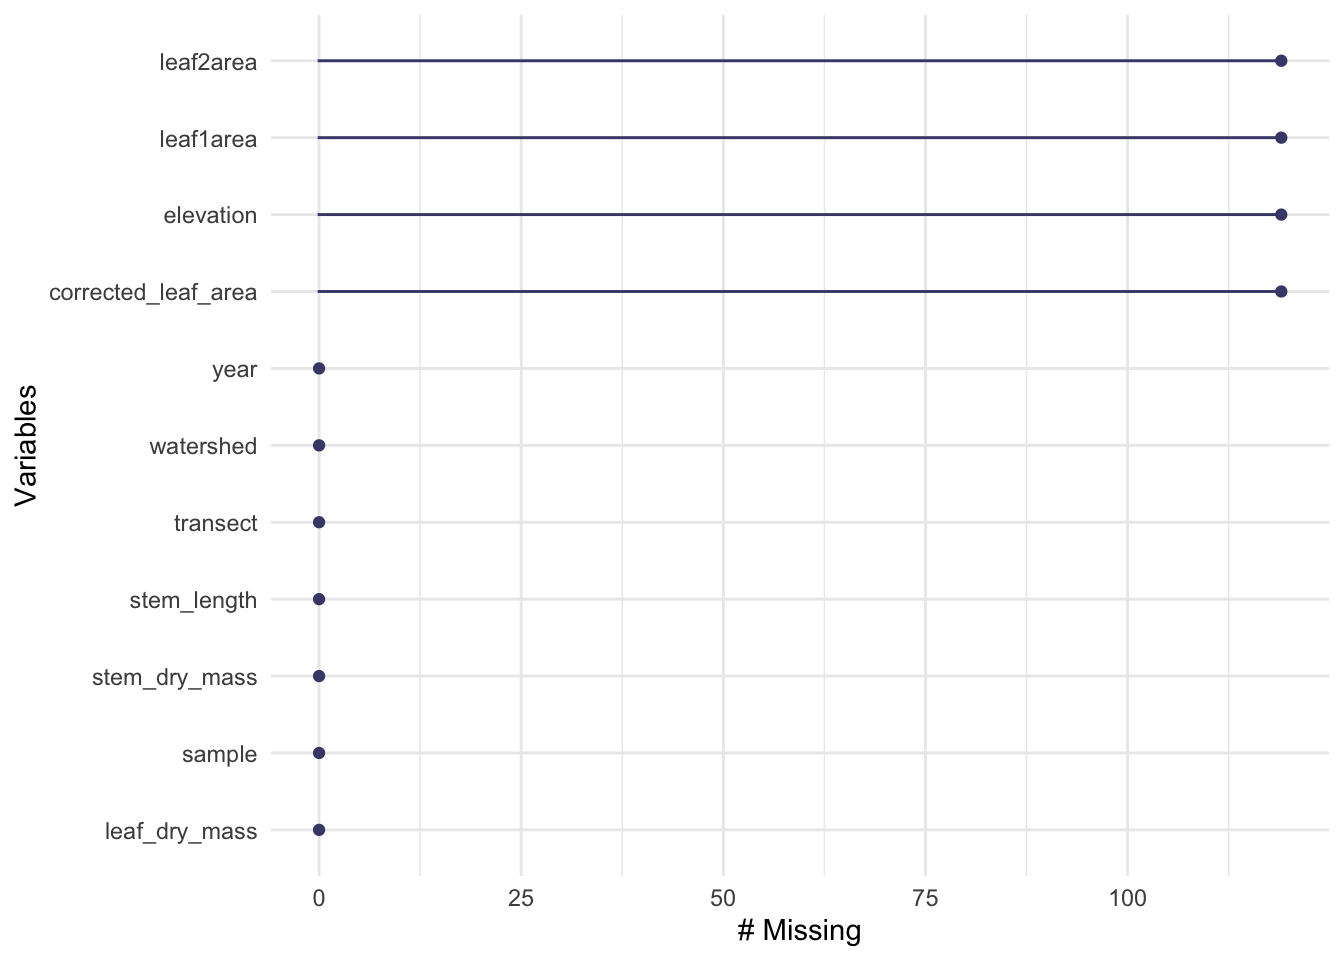 leaf2area
leaf1area
elevation
corrected_leaf_area
year
watershed
transect
stem_length
stem_dry_mass
sample
leaf_dry_mass
Variables
0 25 50 75 100
# Missing